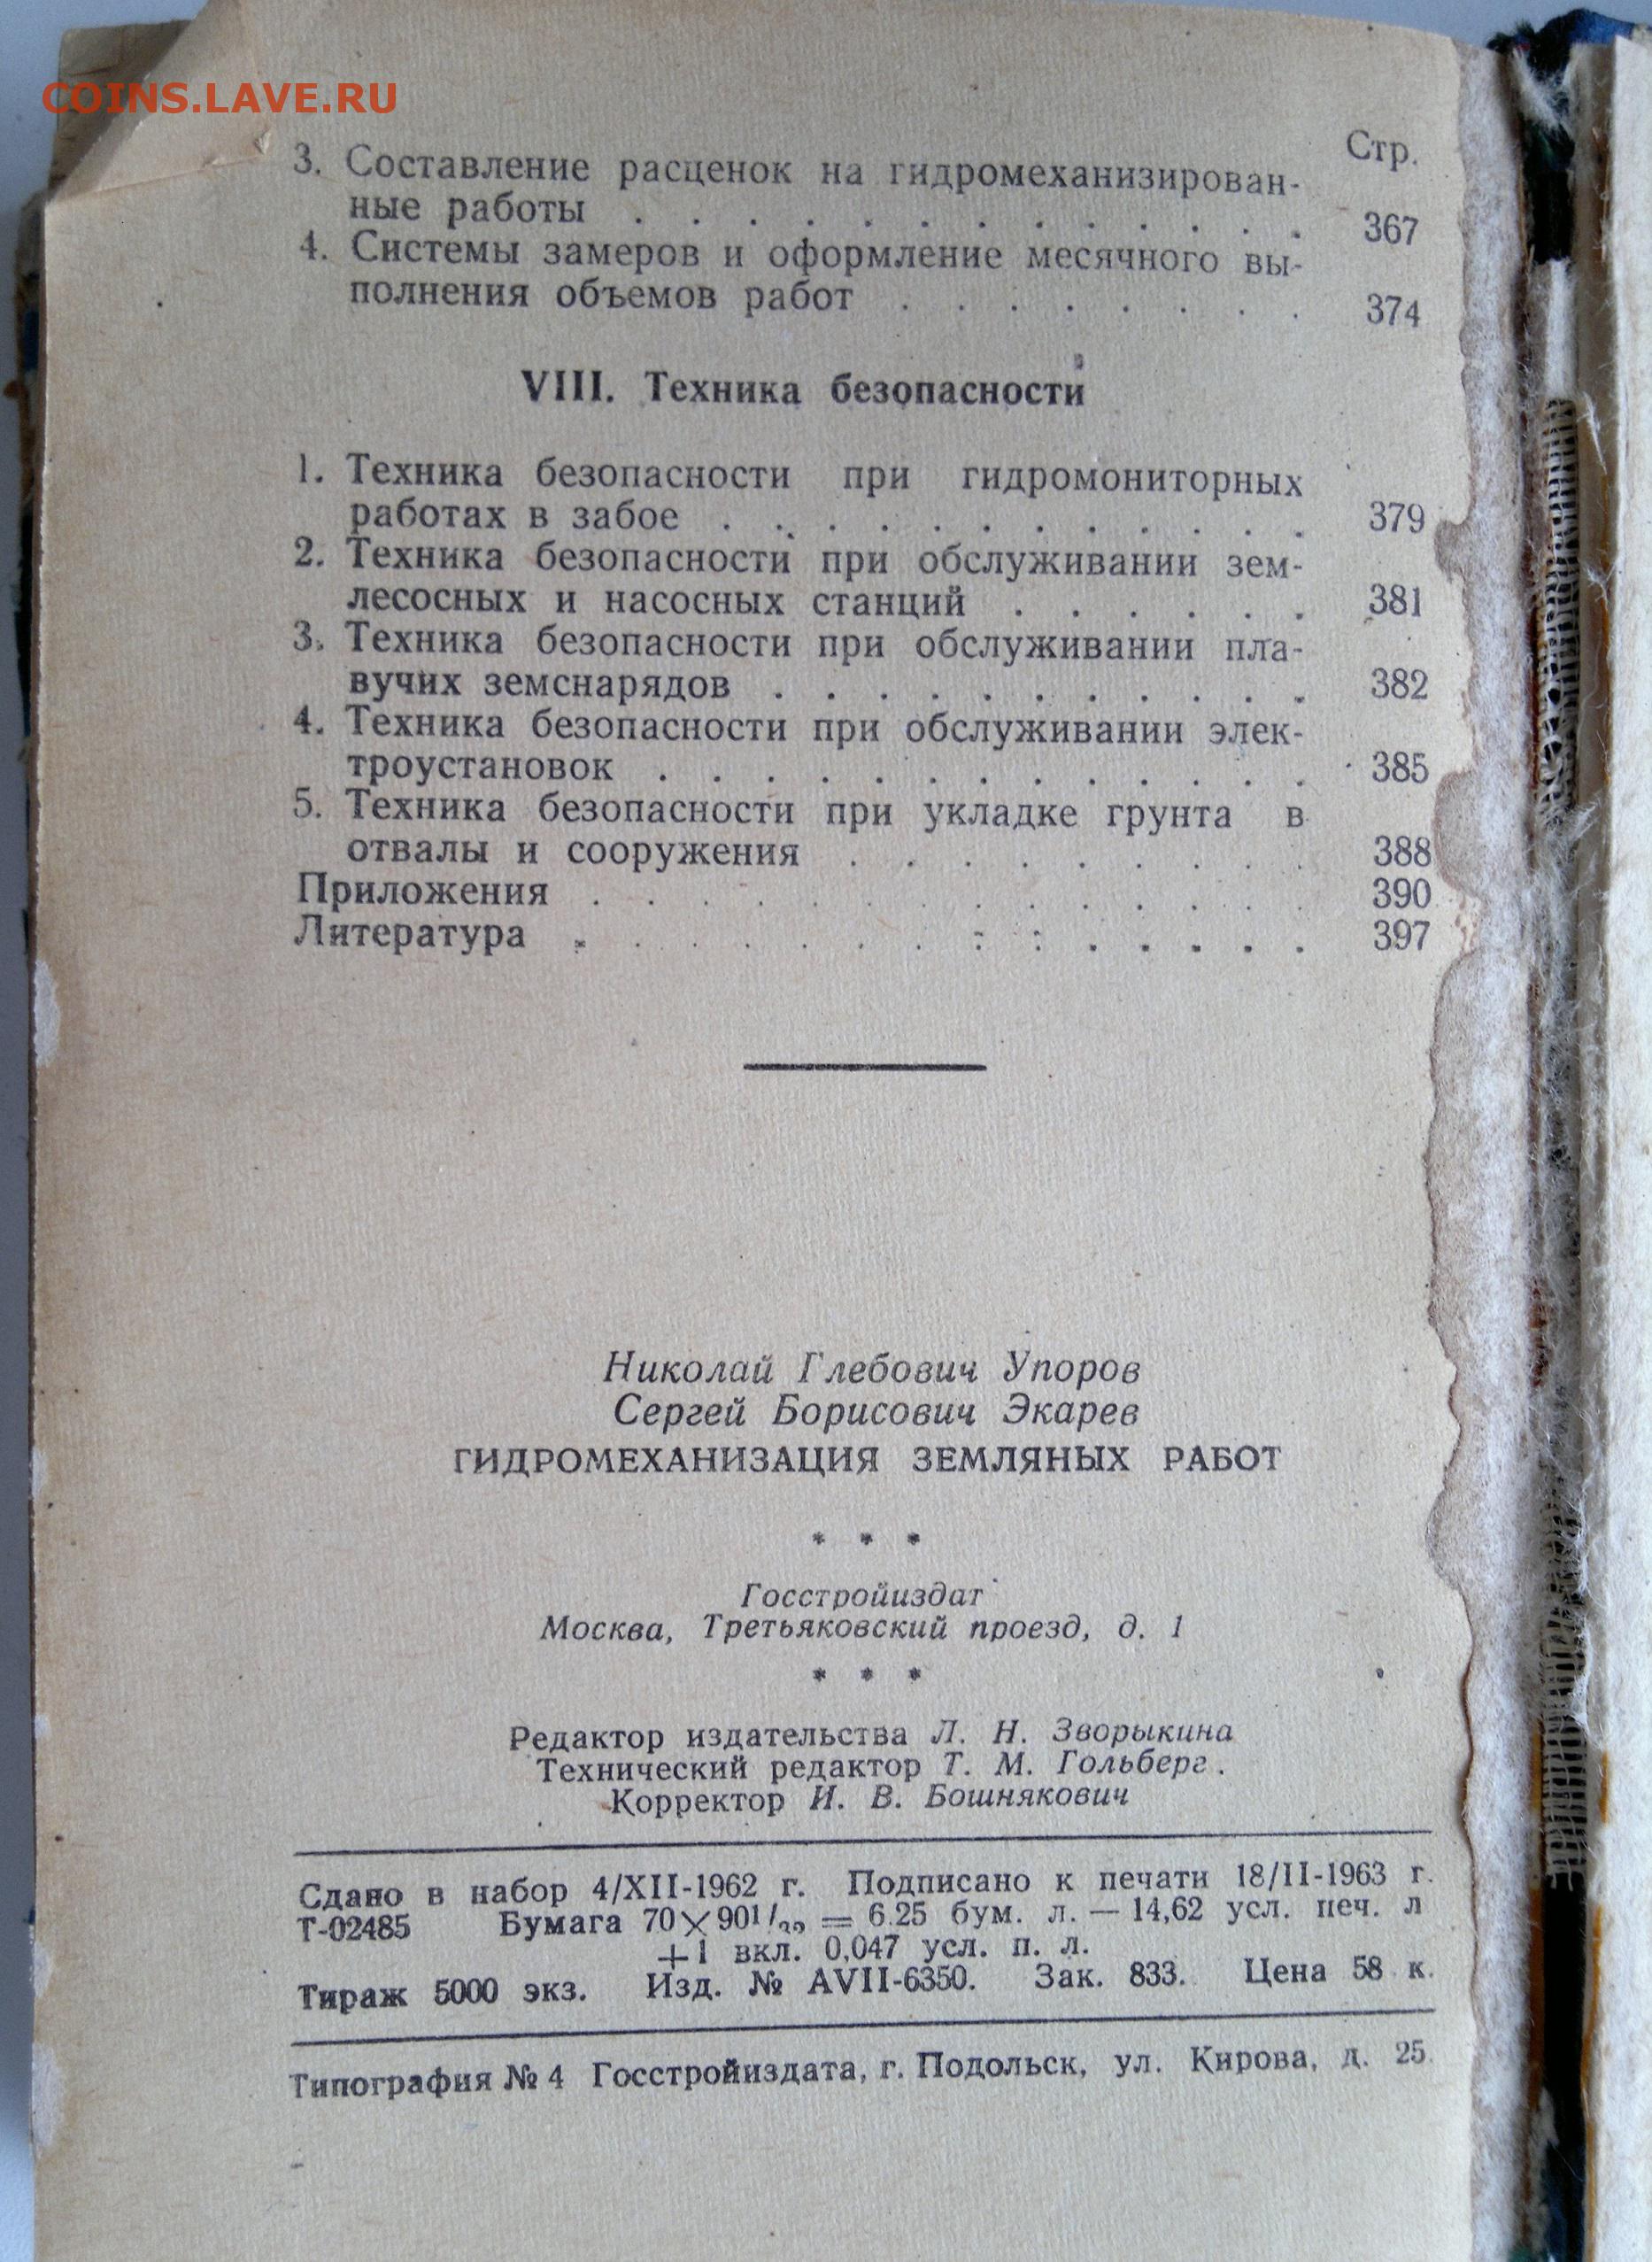 COINS.LAVE.RU
Стр.
3. Составление расценок на гидромеханизирован-
ные работы . . . . . . . . . . . . . 367
4. Системы замеров и оформление месячного вы-
полнения объемов работ . . . . . . . . 374
VIII. Техника безопасности
1. Техника безопасности при гидромониторных
работах в забое . . . . . . . . . . . . 379
2. Техника безопасности при обслуживании зем-
лесосных и насосных станций . . . . . . 381
3. Техника безопасности при обслуживании пла-
вучих земснарядов . . . . . . . . . . . 382
4. Техника безопасности при обслуживании элек-
троустановок . . . . . . . . . . . . . 385
5. Техника безопасности при укладке грунта в
отвалы и сооружения . . . . . . . . . 388
Приложения . . . . . . . . . . . . . . 390
Литература . . . . . . . . . . . . . . 397
Николай Глебович Упоров
Сергей Борисович Экарев
ГИДРОМЕХАНИЗАЦИЯ ЗЕМЛЯНЫХ РАБОТ
* * *
Госстройиздат
Москва, Третьяковский проезд, д. 1
* * *
Редактор издательства Л. Н. Зворыкина
Технический редактор Т. М. Гольберг.
Корректор И. В. Бошнякович
Сдано в набор 4/XII-1962 г. Подписано к печати 18/II-1963 г.
Т-02485 Бумага 70×90¹/₃₂ = 6.25 бум. л. — 14,62 усл. печ. л
+1 вкл. 0,047 усл. п. л.
Тираж 5000 экз. Изд. № АVII-6350. Зак. 833. Цена 58 к.
Типография № 4 Госстройиздата, г. Подольск, ул. Кирова, д. 25.